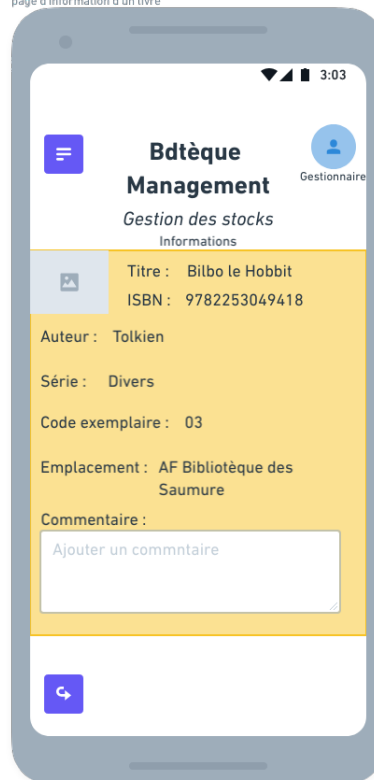 page d'information d'un livre
3:03
Bdtèque
Management
Gestionnaire
Gestion des stocks
Informations
Titre : Bilbo le Hobbit
ISBN : 9782253049418
Auteur : Tolkien
Série : Divers
Code exemplaire : 03
Emplacement : AF Bibliotèque des
Saumure
Commentaire :
Ajouter un commntaire